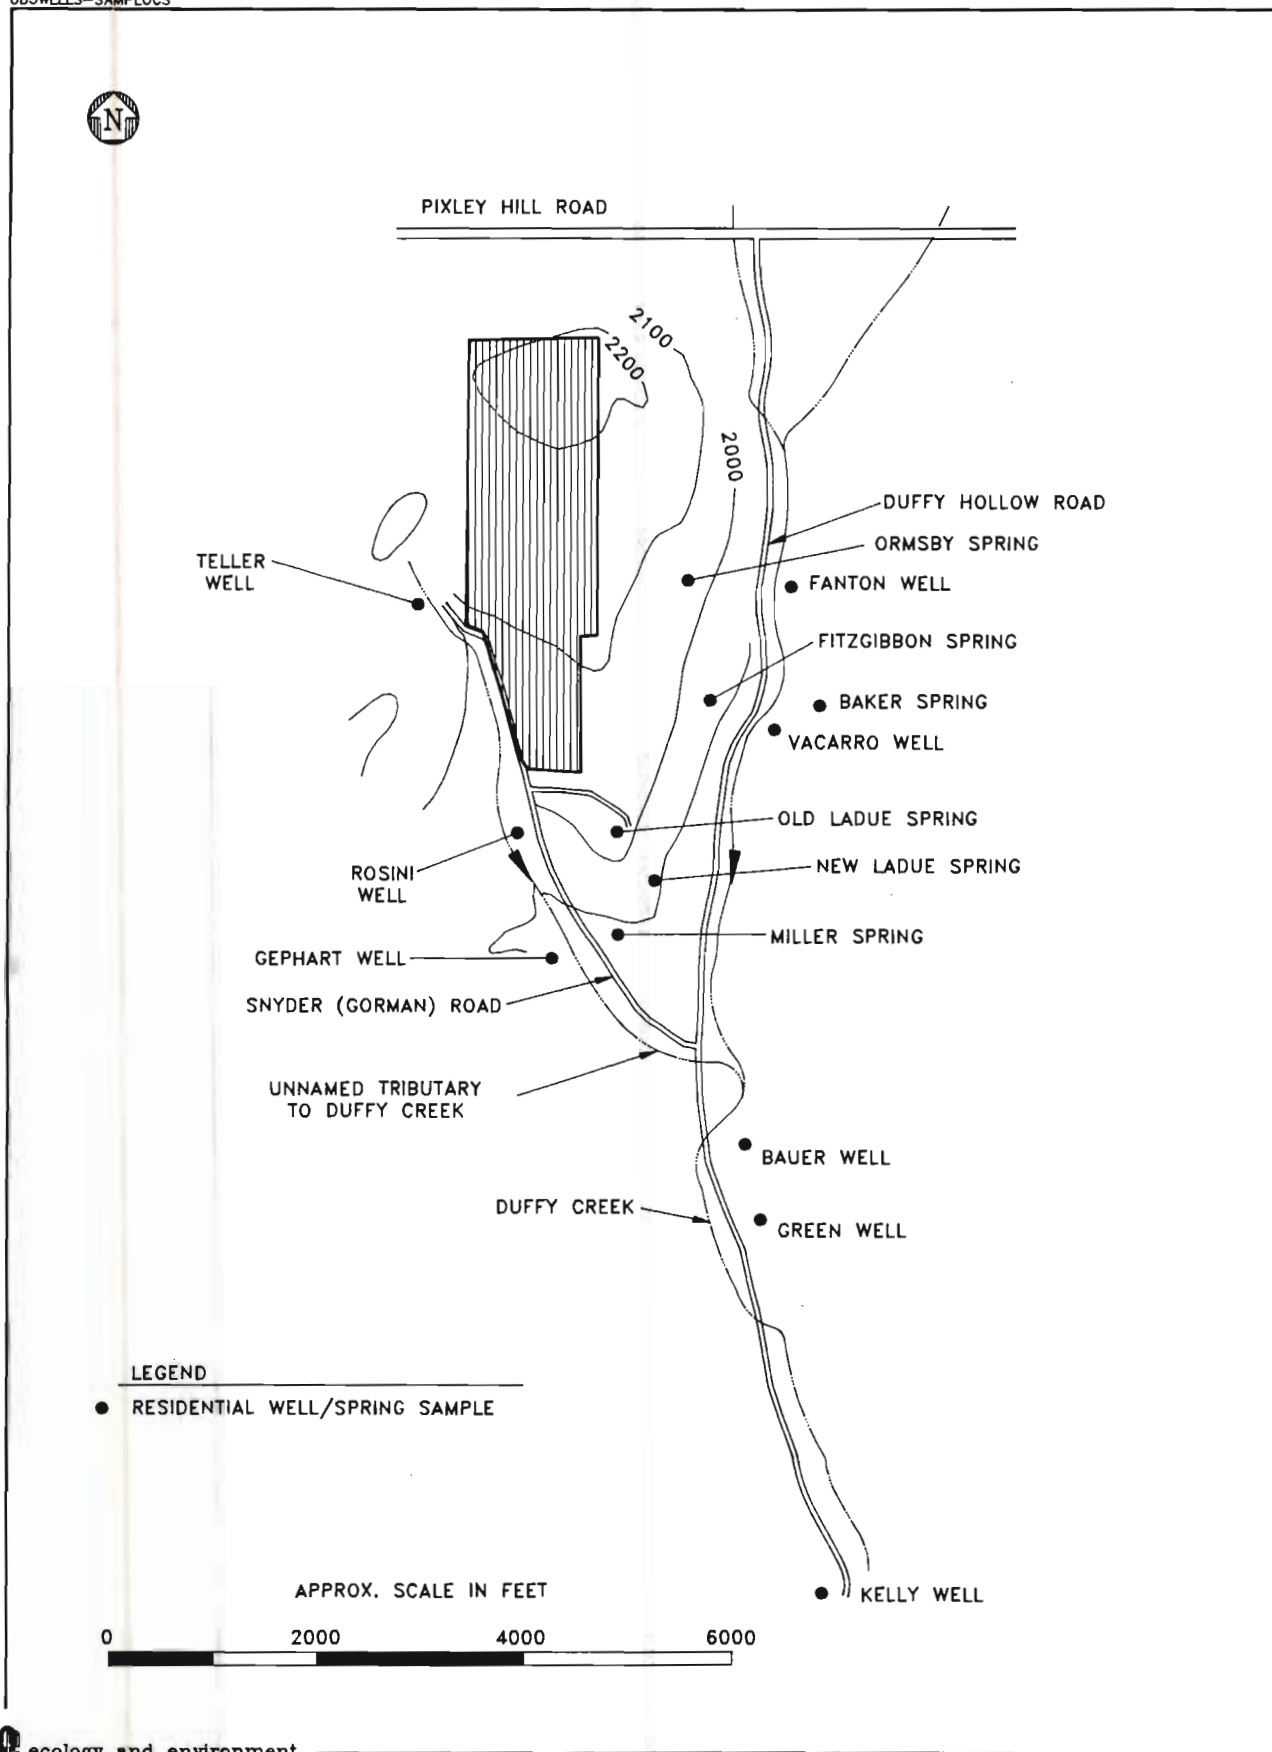 N
PIXLEY HILL ROAD
2100
2200
2000
DUFFY HOLLOW ROAD
ORMSBY SPRING
TELLER
WELL
FANTON WELL
FITZGIBBON SPRING
BAKER SPRING
VACARRO WELL
OLD LADUE SPRING
NEW LADUE SPRING
ROSINI
WELL
MILLER SPRING
GEPHART WELL
SNYDER (GORMAN) ROAD
UNNAMED TRIBUTARY
TO DUFFY CREEK
BAUER WELL
DUFFY CREEK
GREEN WELL
LEGEND
RESIDENTIAL WELL/SPRING SAMPLE
APPROX. SCALE IN FEET
KELLY WELL
0 2000 4000 6000
ecology and environment